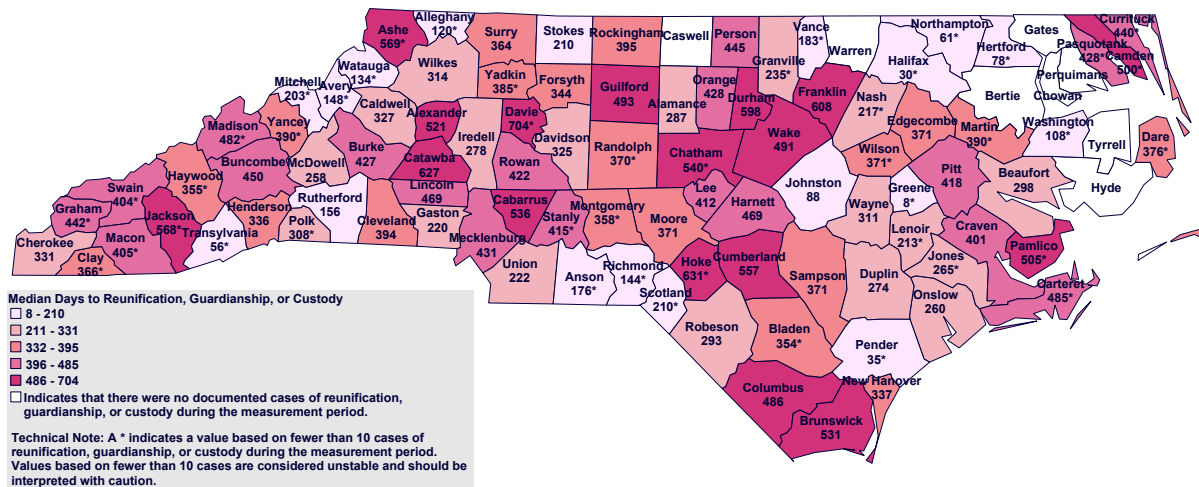 Ashe
569*
Alleghany
120*
Surry
364
Stokes
210
Rockingham
395
Caswell
Person
445
Vance
183*
Warren
Northampton
61*
Gates
Currituck
440*
Pasquotank
428*
Camden
500*
Hertford
78*
Halifax
30*
Perquimans
Chowan
Bertie
Granville
235*
Watauga
134*
Wilkes
314
Yadkin
385*
Forsyth
344
Guilford
493
Alamance
287
Orange
428
Durham
598
Franklin
608
Nash
217*
Edgecombe
371
Martin
390*
Washington
108*
Tyrrell
Dare
376*
Mitchell
203*
Avery
148*
Caldwell
327
Alexander
521
Davie
704*
Iredell
278
Davidson
325
Randolph
370*
Chatham
540*
Wake
491
Wilson
371*
Pitt
418
Beaufort
298
Hyde
Madison
482*
Yancey
390*
Burke
427
Catawba
627
Rowan
422
Lee
412
Johnston
88
Greene
8*
Buncombe
450
McDowell
258
Haywood
355*
Lincoln
469
Cabarrus
536
Stanly
415*
Montgomery
358*
Moore
371
Harnett
469
Wayne
311
Lenoir
213*
Craven
401
Pamlico
505*
Swain
404*
Graham
442*
Jackson
568*
Henderson
336
Rutherford
156
Polk
308*
Cleveland
394
Gaston
220
Mecklenburg
431
Cherokee
331
Macon
405*
Clay
366*
Transylvania
56*
Union
222
Anson
176*
Richmond
144*
Scotland
210*
Hoke
631*
Cumberland
557
Sampson
371
Duplin
274
Jones
265*
Onslow
260
Carteret
485*
Robeson
293
Bladen
354*
Pender
35*
New Hanover
337
Columbus
486
Brunswick
531
Median Days to Reunification, Guardianship, or Custody
8 - 210
211 - 331
332 - 395
396 - 485
486 - 704
Indicates that there were no documented cases of reunification,
guardianship, or custody during the measurement period.
Technical Note: A * indicates a value based on fewer than 10 cases of
reunification, guardianship, or custody during the measurement period.
Values based on fewer than 10 cases are considered unstable and should be
interpreted with caution.